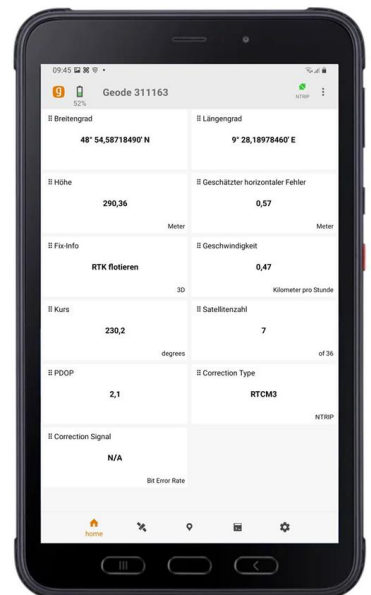 09:45
g
52%
Geode 311163
NTRIP
Breitengrad
48° 54,58718490' N
Längengrad
9° 28,18978460' E
Höhe
290,36
Meter
Geschätzter horizontaler Fehler
0,57
Meter
Fix-Info
RTK flotieren
3D
Geschwindigkeit
0,47
Kilometer pro Stunde
Kurs
230,2
degrees
Satellitenzahl
7
of 36
PDOP
2,1
Correction Type
RTCM3
NTRIP
Correction Signal
N/A
Bit Error Rate
home